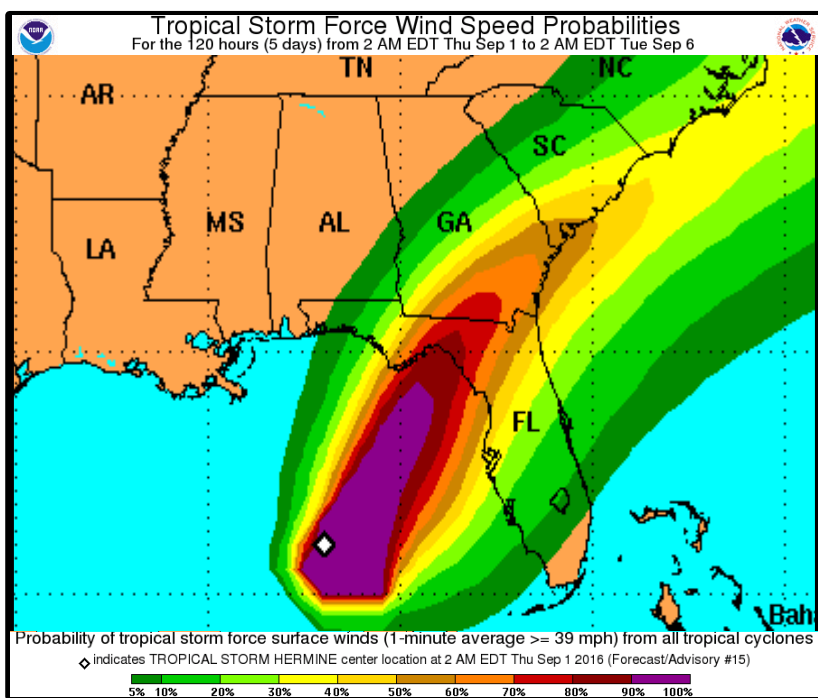 Tropical Storm Force Wind Speed Probabilities
For the 120 hours (5 days) from 2 AM EDT Thu Sep 1 to 2 AM EDT Tue Sep 6
NOAA
TN
NC
AR
SC
MS
AL
GA
LA
FL
Baha
Probability of tropical storm force surface winds (1-minute average >= 39 mph) from all tropical cyclones
indicates TROPICAL STORM HERMINE center location at 2 AM EDT Thu Sep 1 2016 (Forecast/Advisory #15)
5% 10% 20% 30% 40% 50% 60% 70% 80% 90% 100%